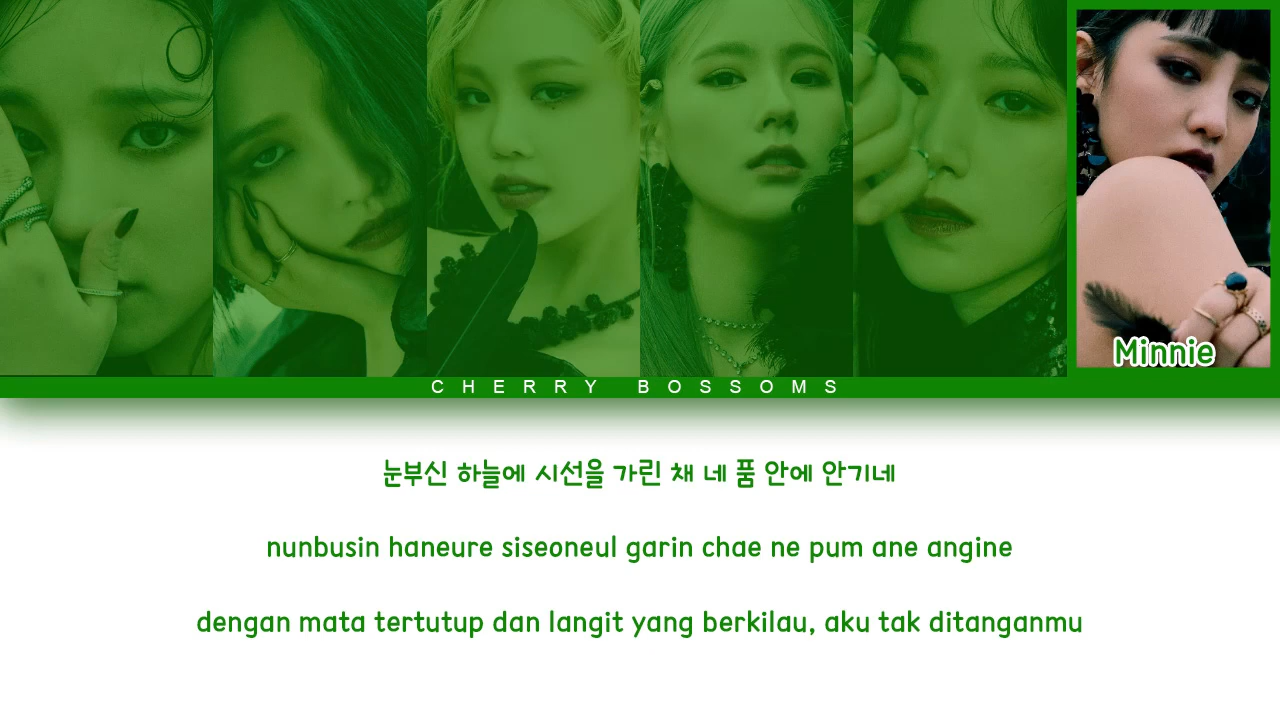 Minnie
CHERRY BOSSOMS
눈부신 하늘에 시선을 가린 채 네 품 안에 안기네
nunbusin haneure siseoneul garin chae ne pum ane angine
dengan mata tertutup dan langit yang berkilau, aku tak ditanganmu